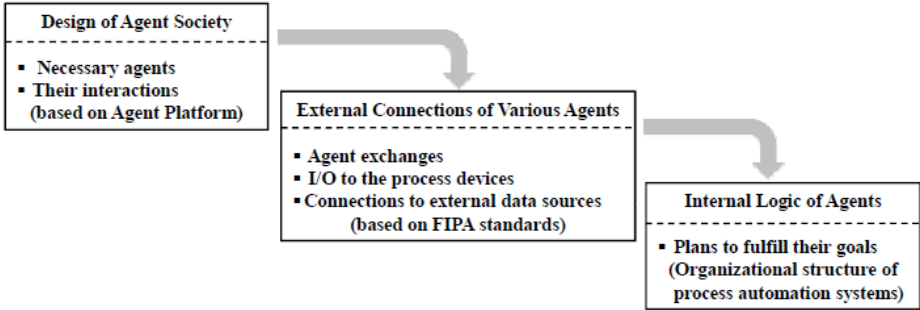 Design of Agent Society
▪ Necessary agents
▪ Their interactions
(based on Agent Platform)
External Connections of Various Agents
▪ Agent exchanges
▪ I/O to the process devices
▪ Connections to external data sources
(based on FIPA standards)
Internal Logic of Agents
▪ Plans to fulfill their goals
(Organizational structure of
process automation systems)